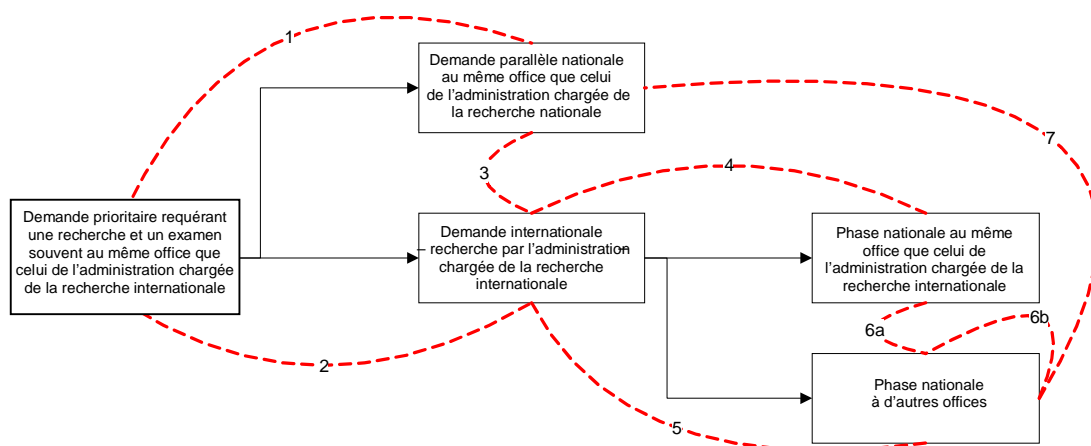 1
Demande parallèle nationale
au même office que celui
de l'administration chargée de
la recherche nationale
7
3
4
Demande prioritaire requérant
une recherche et un examen
souvent au même office que
celui de l'administration chargée
de la recherche internationale
Demande internationale
– recherche par l'administration –
chargée de la recherche
internationale
Phase nationale au même
office que celui de
l'administration chargée de la
recherche internationale
6a
6b
2
Phase nationale
à d'autres offices
5